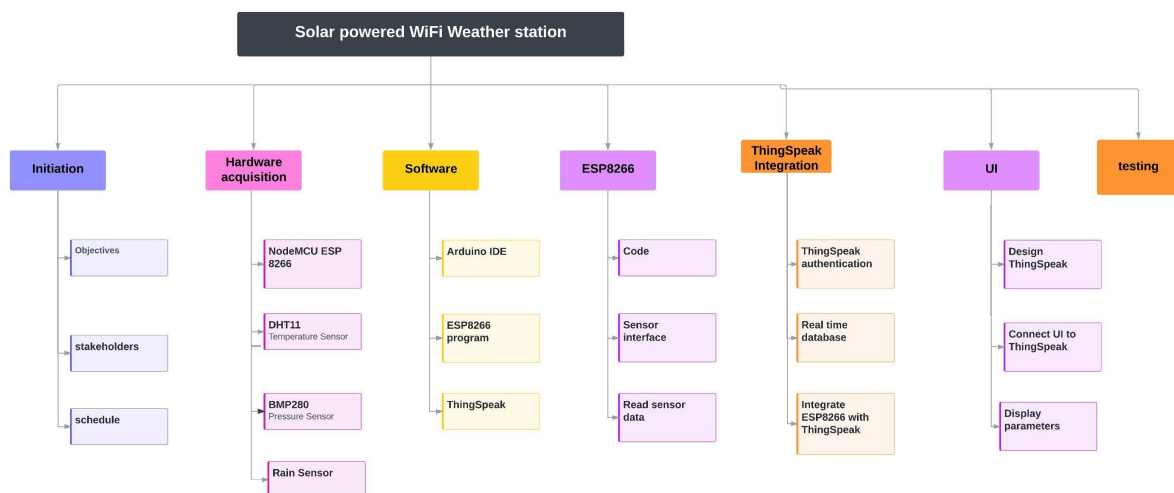 Solar powered WiFi Weather station
Initiation
Objectives
stakeholders
schedule
Hardware
acquisition
NodeMCU ESP
8266
DHT11
Temperature Sensor
BMP280
Pressure Sensor
Rain Sensor
Software
Arduino IDE
ESP8266
program
ThingSpeak
ESP8266
Code
Sensor
interface
Read sensor
data
ThingSpeak
Integration
ThingSpeak
authentication
Real time
database
Integrate
ESP8266 with
ThingSpeak
UI
Design
ThingSpeak
Connect UI to
ThingSpeak
Display
parameters
testing